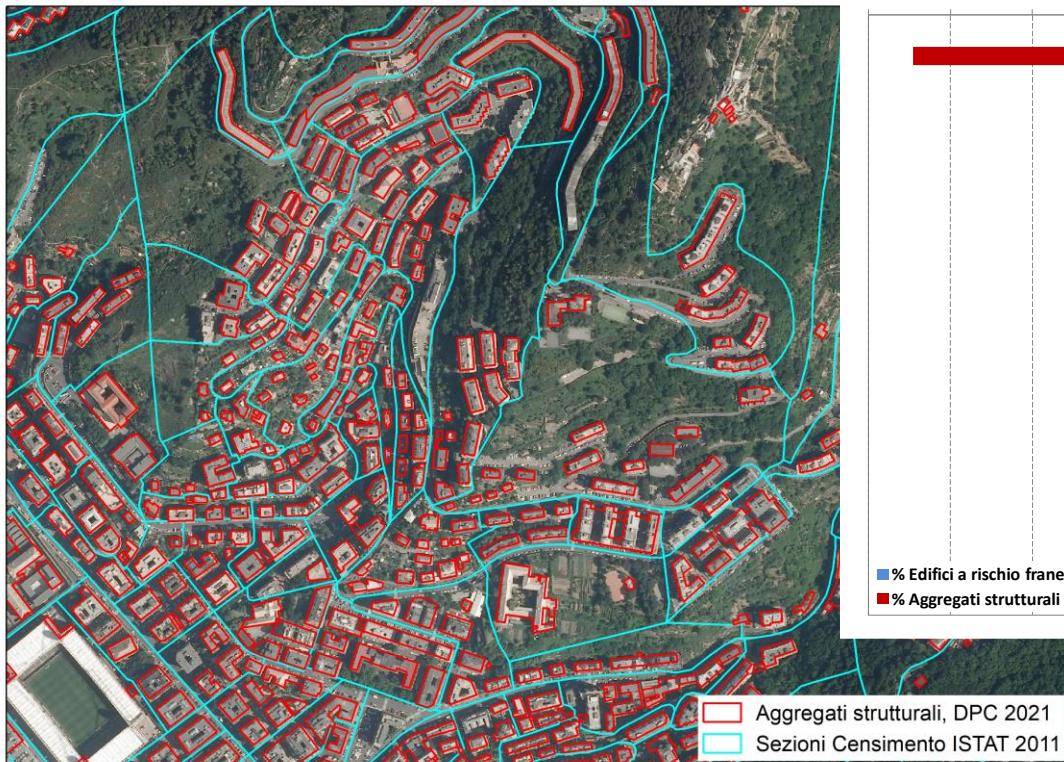 % Edifici a rischio frane
% Aggregati strutturali
Aggregati strutturali, DPC 2021
Sezioni Censimento ISTAT 2011